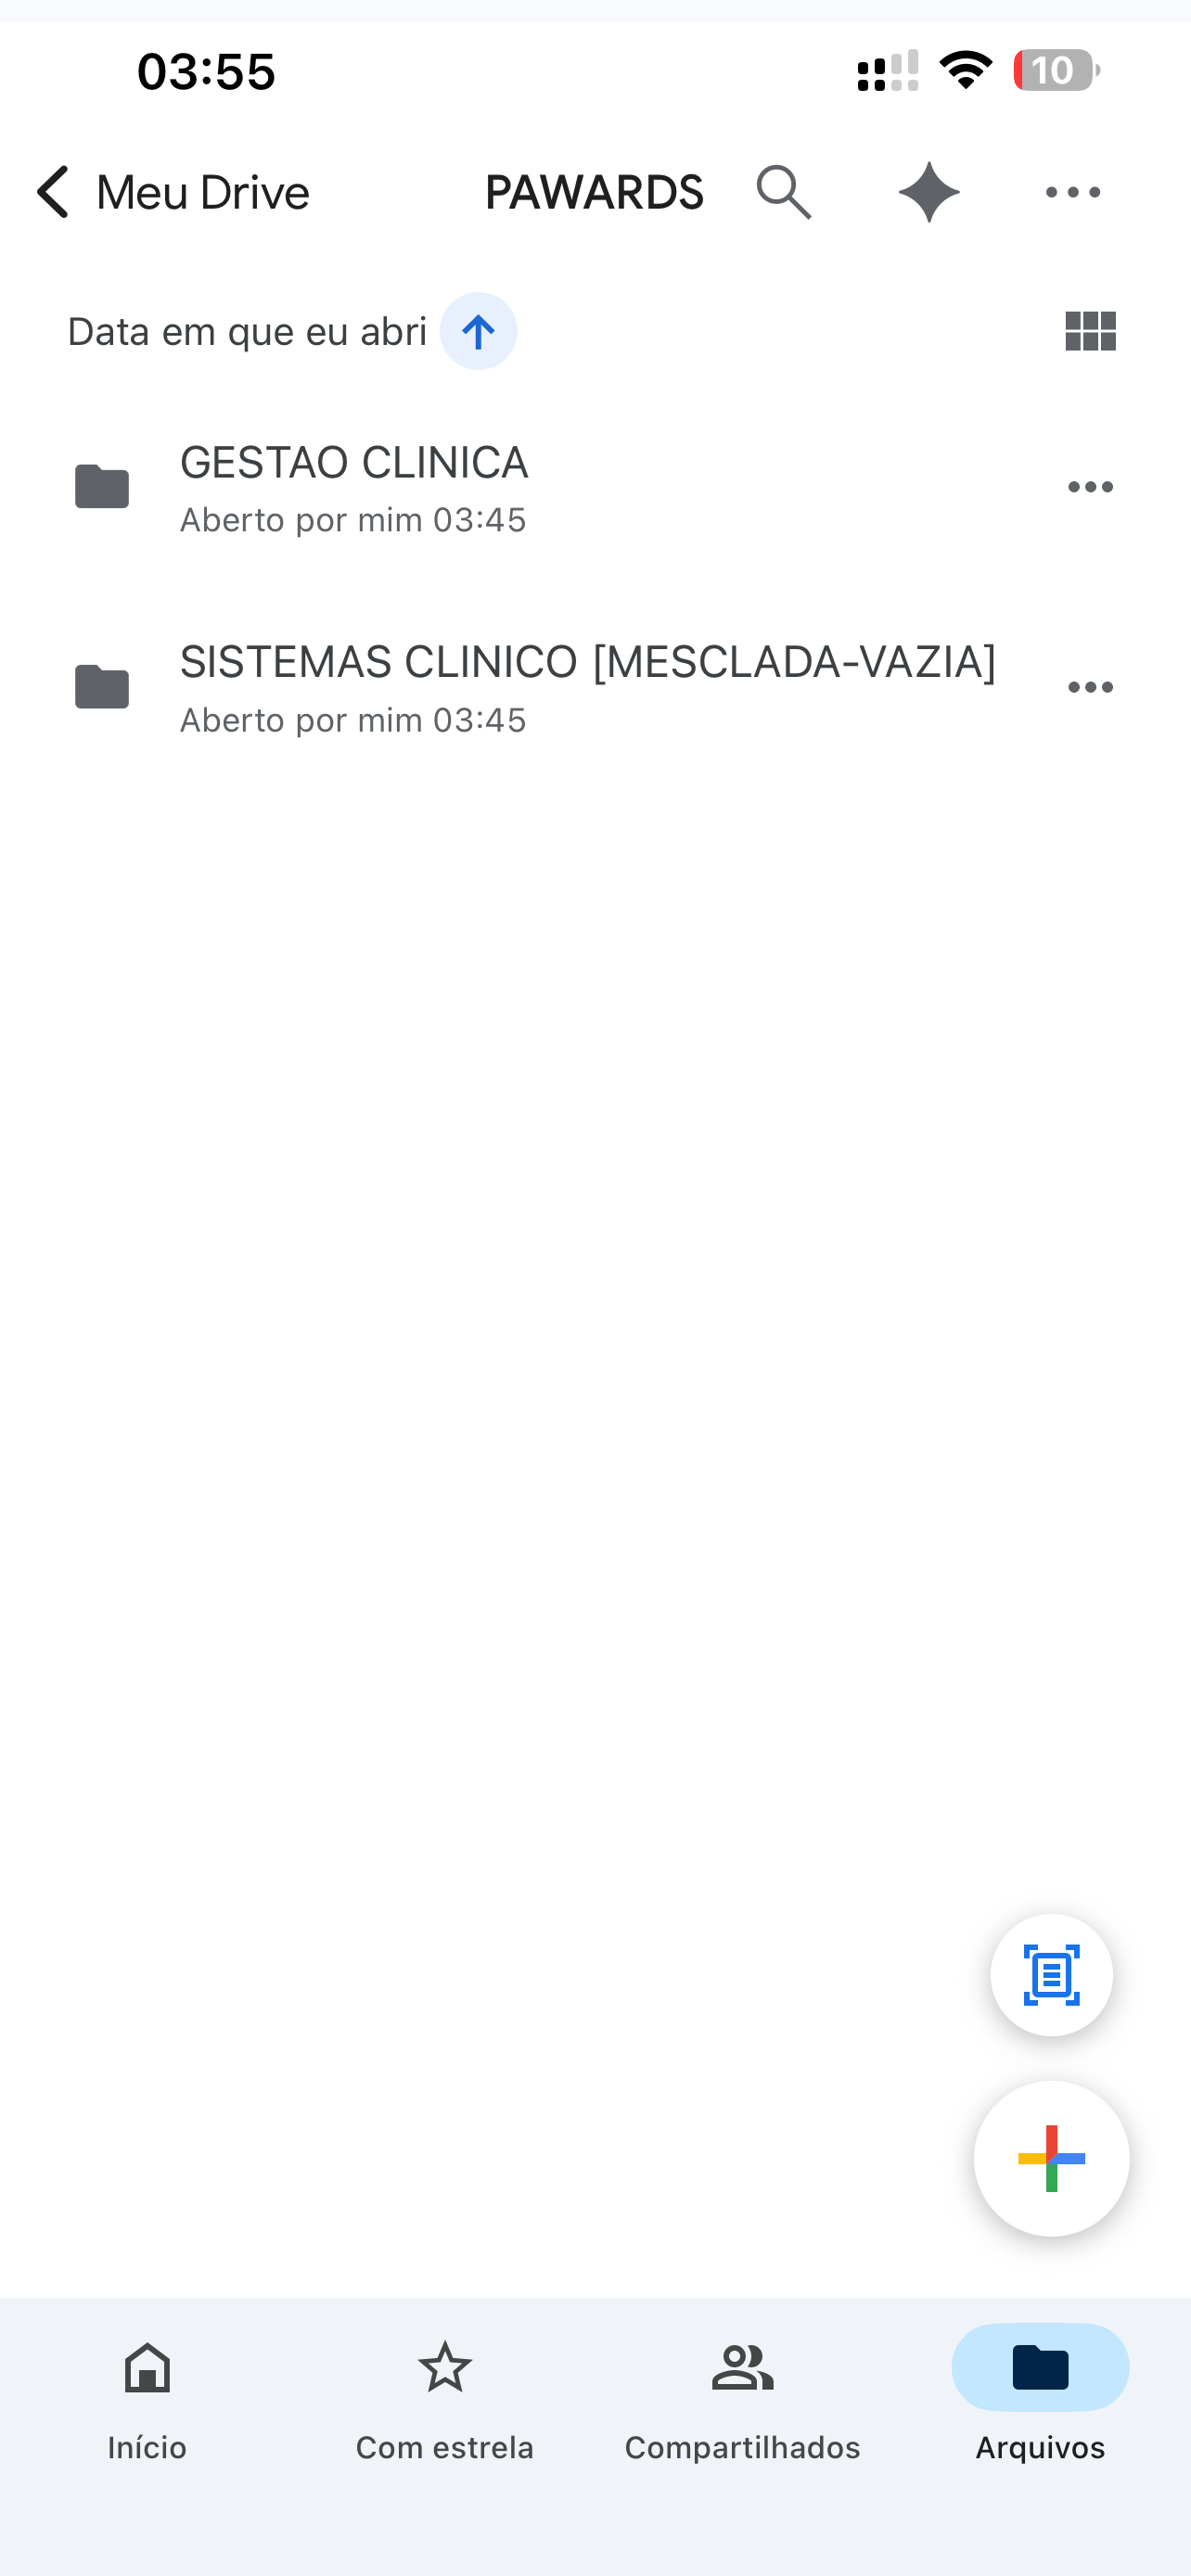 03:55
10
Meu Drive
PAWARDS
Data em que eu abri
GESTAO CLINICA
Aberto por mim 03:45
SISTEMAS CLINICO [MESCLADA-VAZIA]
Aberto por mim 03:45
Início
Com estrela
Compartilhados
Arquivos